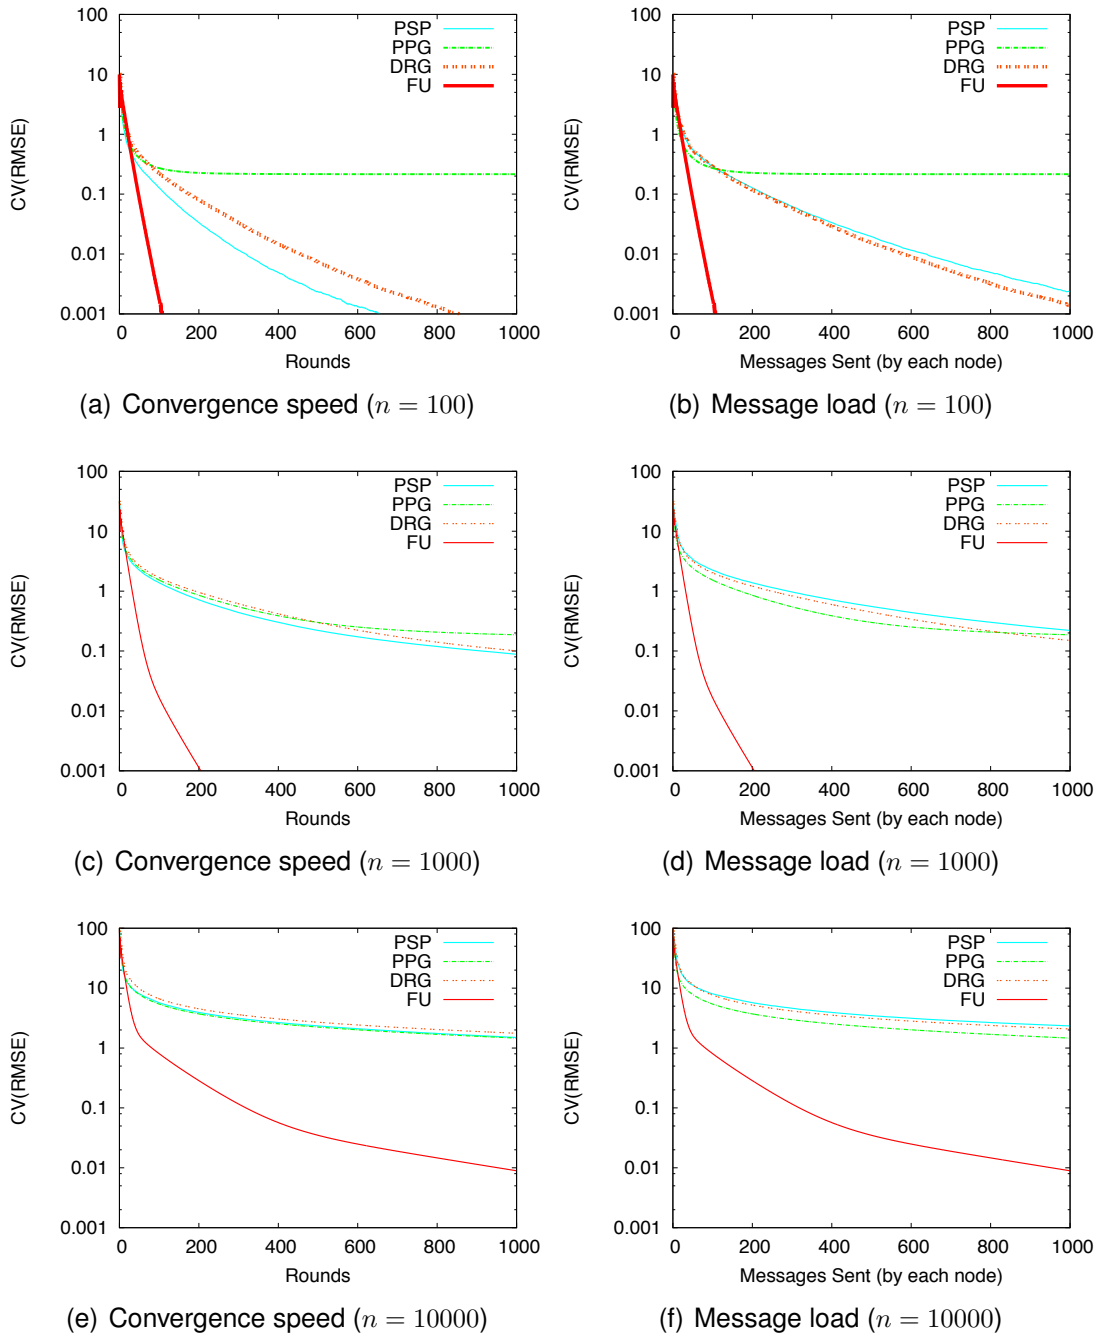 100
10
1
0.1
0.01
0.001
CV(RMSE)
PSP
PPG
DRG
FU
0 200 400 600 800 1000
Rounds
(a) Convergence speed (n = 100)
100
10
1
0.1
0.01
0.001
CV(RMSE)
PSP
PPG
DRG
FU
0 200 400 600 800 1000
Messages Sent (by each node)
(b) Message load (n = 100)
100
10
1
0.1
0.01
0.001
CV(RMSE)
PSP
PPG
DRG
FU
0 200 400 600 800 1000
Rounds
(c) Convergence speed (n = 1000)
100
10
1
0.1
0.01
0.001
CV(RMSE)
PSP
PPG
DRG
FU
0 200 400 600 800 1000
Messages Sent (by each node)
(d) Message load (n = 1000)
100
10
1
0.1
0.01
0.001
CV(RMSE)
PSP
PPG
DRG
FU
0 200 400 600 800 1000
Rounds
(e) Convergence speed (n = 10000)
100
10
1
0.1
0.01
0.001
CV(RMSE)
PSP
PPG
DRG
FU
0 200 400 600 800 1000
Messages Sent (by each node)
(f) Message load (n = 10000)